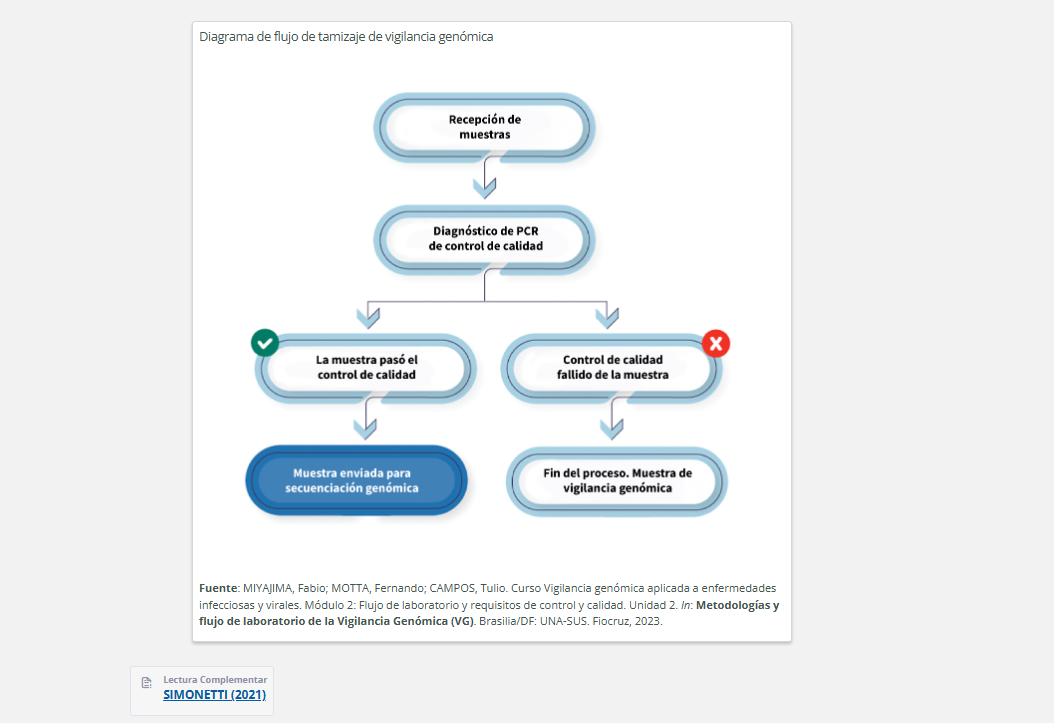 Diagrama de flujo de tamizaje de vigilancia genómica
Recepción de
muestras
Diagnóstico de PCR
de control de calidad
La muestra pasó el
control de calidad
Control de calidad
fallido de la muestra
Muestra enviada para
secuenciación genómica
Fin del proceso. Muestra de
vigilancia genómica
Fuente: MIYAJIMA, Fabio; MOTTA, Fernando; CAMPOS, Tulio. Curso Vigilancia genómica aplicada a enfermedades
infecciosas y virales. Módulo 2: Flujo de laboratorio y requisitos de control y calidad. Unidad 2. In: Metodologías y
flujo de laboratorio de la Vigilancia Genómica (VG). Brasilia/DF: UNA-SUS. Fiocruz, 2023.
Lectura Complementar
SIMONETTI (2021)